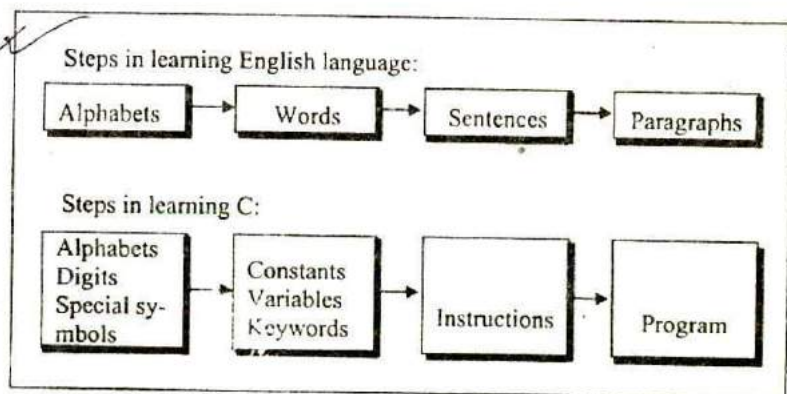 Steps in learning English language:
Alphabets
Words
Sentences
Paragraphs
Steps in learning C:
Alphabets
Digits
Special sy-
mbols
Constants
Variables
Keywords
Instructions
Program